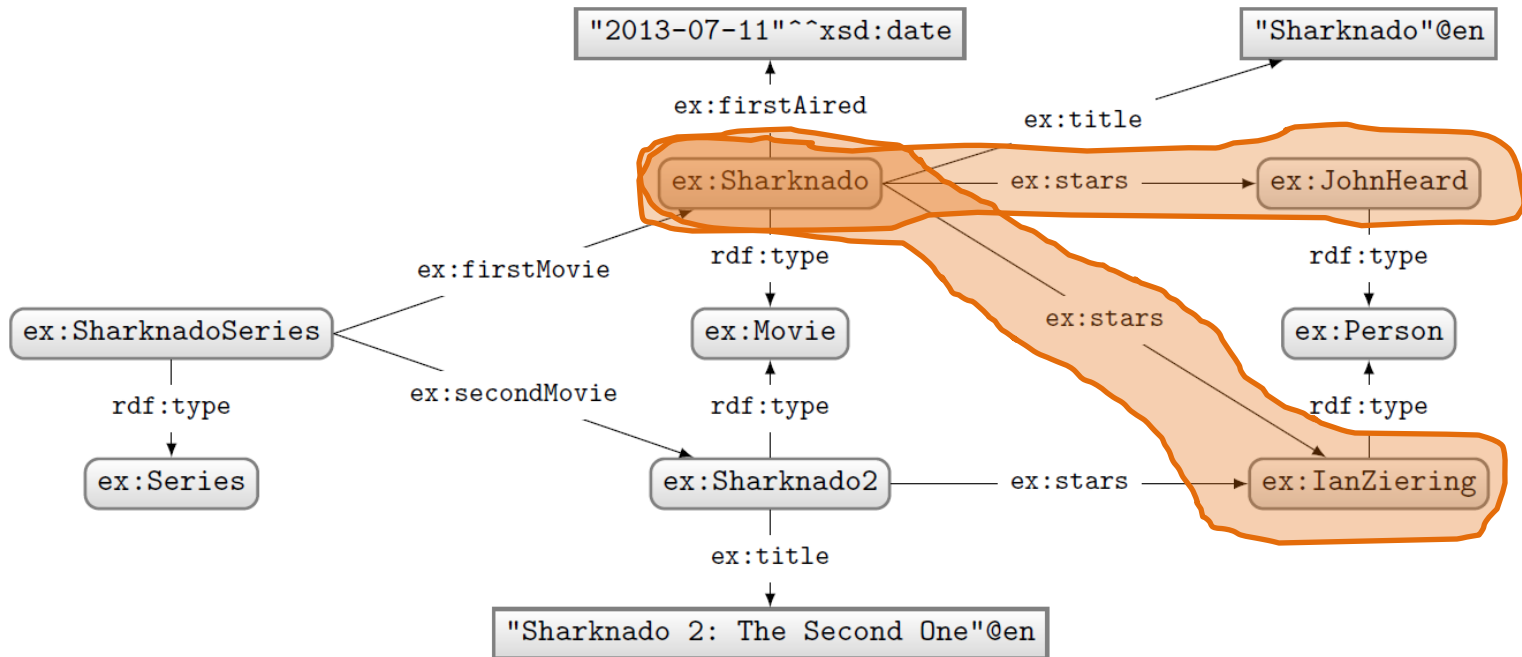 "2013-07-11"^^xsd:date
"Sharknado"@en
ex:firstAired
ex:title
ex:Sharknado
ex:stars
ex:JohnHeard
rdf:type
rdf:type
ex:firstMovie
ex:SharknadoSeries
ex:Movie
ex:stars
ex:Person
ex:secondMovie
rdf:type
rdf:type
rdf:type
ex:Series
ex:Sharknado2
ex:stars
ex:IanZiering
ex:title
"Sharknado 2: The Second One"@en